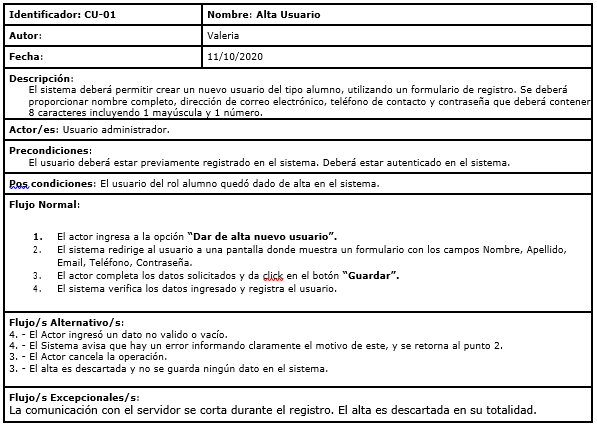 Identificador: CU-01 Nombre: Alta Usuario
Autor: Valeria
Fecha: 11/10/2020
Descripción:
El sistema deberá permitir crear un nuevo usuario del tipo alumno, utilizando un formulario de registro. Se deberá
proporcionar nombre completo, dirección de correo electrónico, teléfono de contacto y contraseña que deberá contener
8 caracteres incluyendo 1 mayúscula y 1 número.
Actor/es: Usuario administrador.
Precondiciones:
El usuario deberá estar previamente registrado en el sistema. Deberá estar autenticado en el sistema.
Pos condiciones: El usuario del rol alumno quedó dado de alta en el sistema.
Flujo Normal:
1. El actor ingresa a la opción “Dar de alta nuevo usuario”.
2. El sistema redirige al usuario a una pantalla donde muestra un formulario con los campos Nombre, Apellido,
Email, Teléfono, Contraseña.
3. El actor completa los datos solicitados y da click en el botón “Guardar”.
4. El sistema verifica los datos ingresado y registra el usuario.
Flujo/s Alternativo/s:
4. - El Actor ingresó un dato no valido o vacío.
4. - El Sistema avisa que hay un error informando claramente el motivo de este, y se retorna al punto 2.
3. - El Actor cancela la operación.
3. - El alta es descartada y no se guarda ningún dato en el sistema.
Flujo/s Excepcionales/s:
La comunicación con el servidor se corta durante el registro. El alta es descartada en su totalidad.